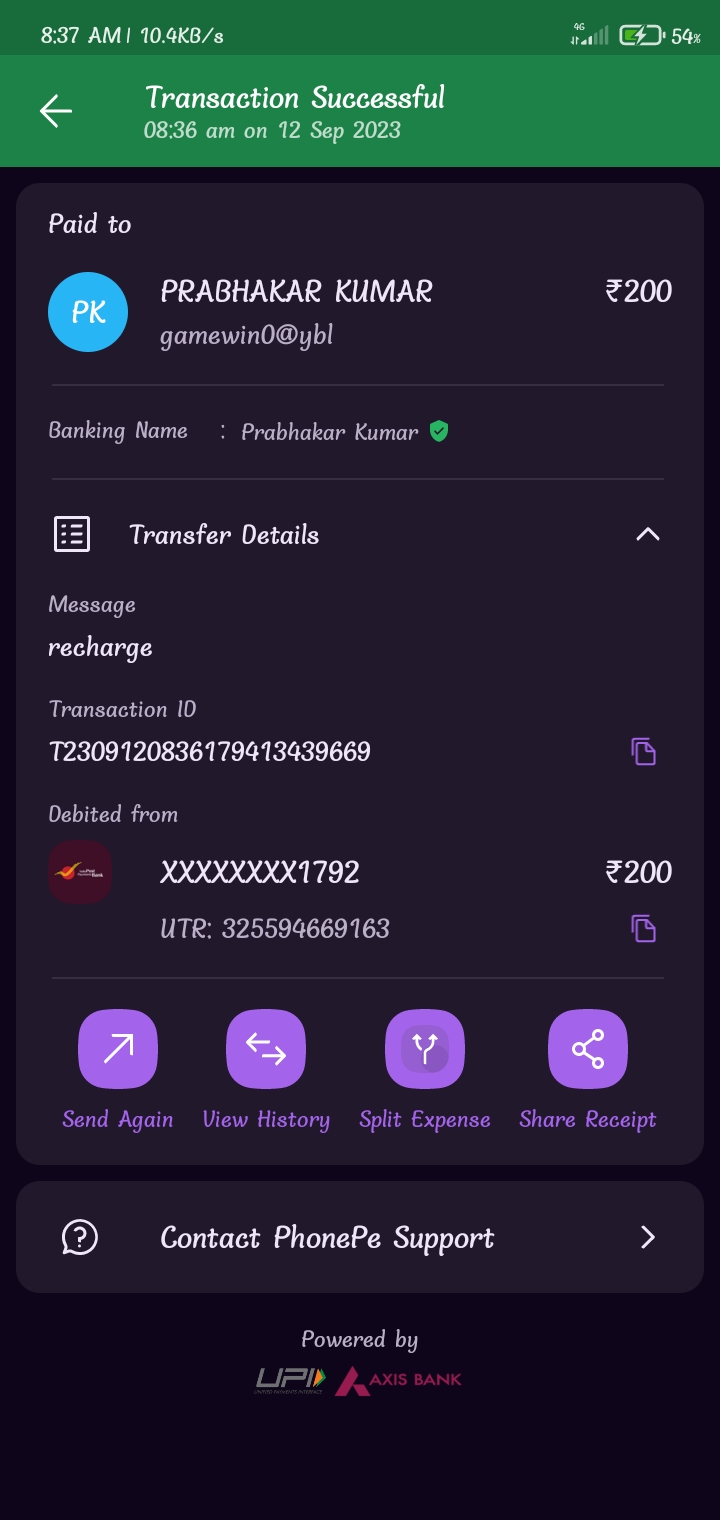 8:37 AM | 10.4KB/s 4G 54%
Transaction Successful
08:36 am on 12 Sep 2023
Paid to
PK PRABHAKAR KUMAR ₹200
gamewin0@ybl
Banking Name : Prabhakar Kumar
Transfer Details
Message
recharge
Transaction ID
T2309120836179413439669
Debited from
XXXXXXXX1792 ₹200
UTR: 325594669163
Send Again View History Split Expense Share Receipt
Contact PhonePe Support
Powered by
UPI AXIS BANK
UNIFIED PAYMENTS INTERFACE